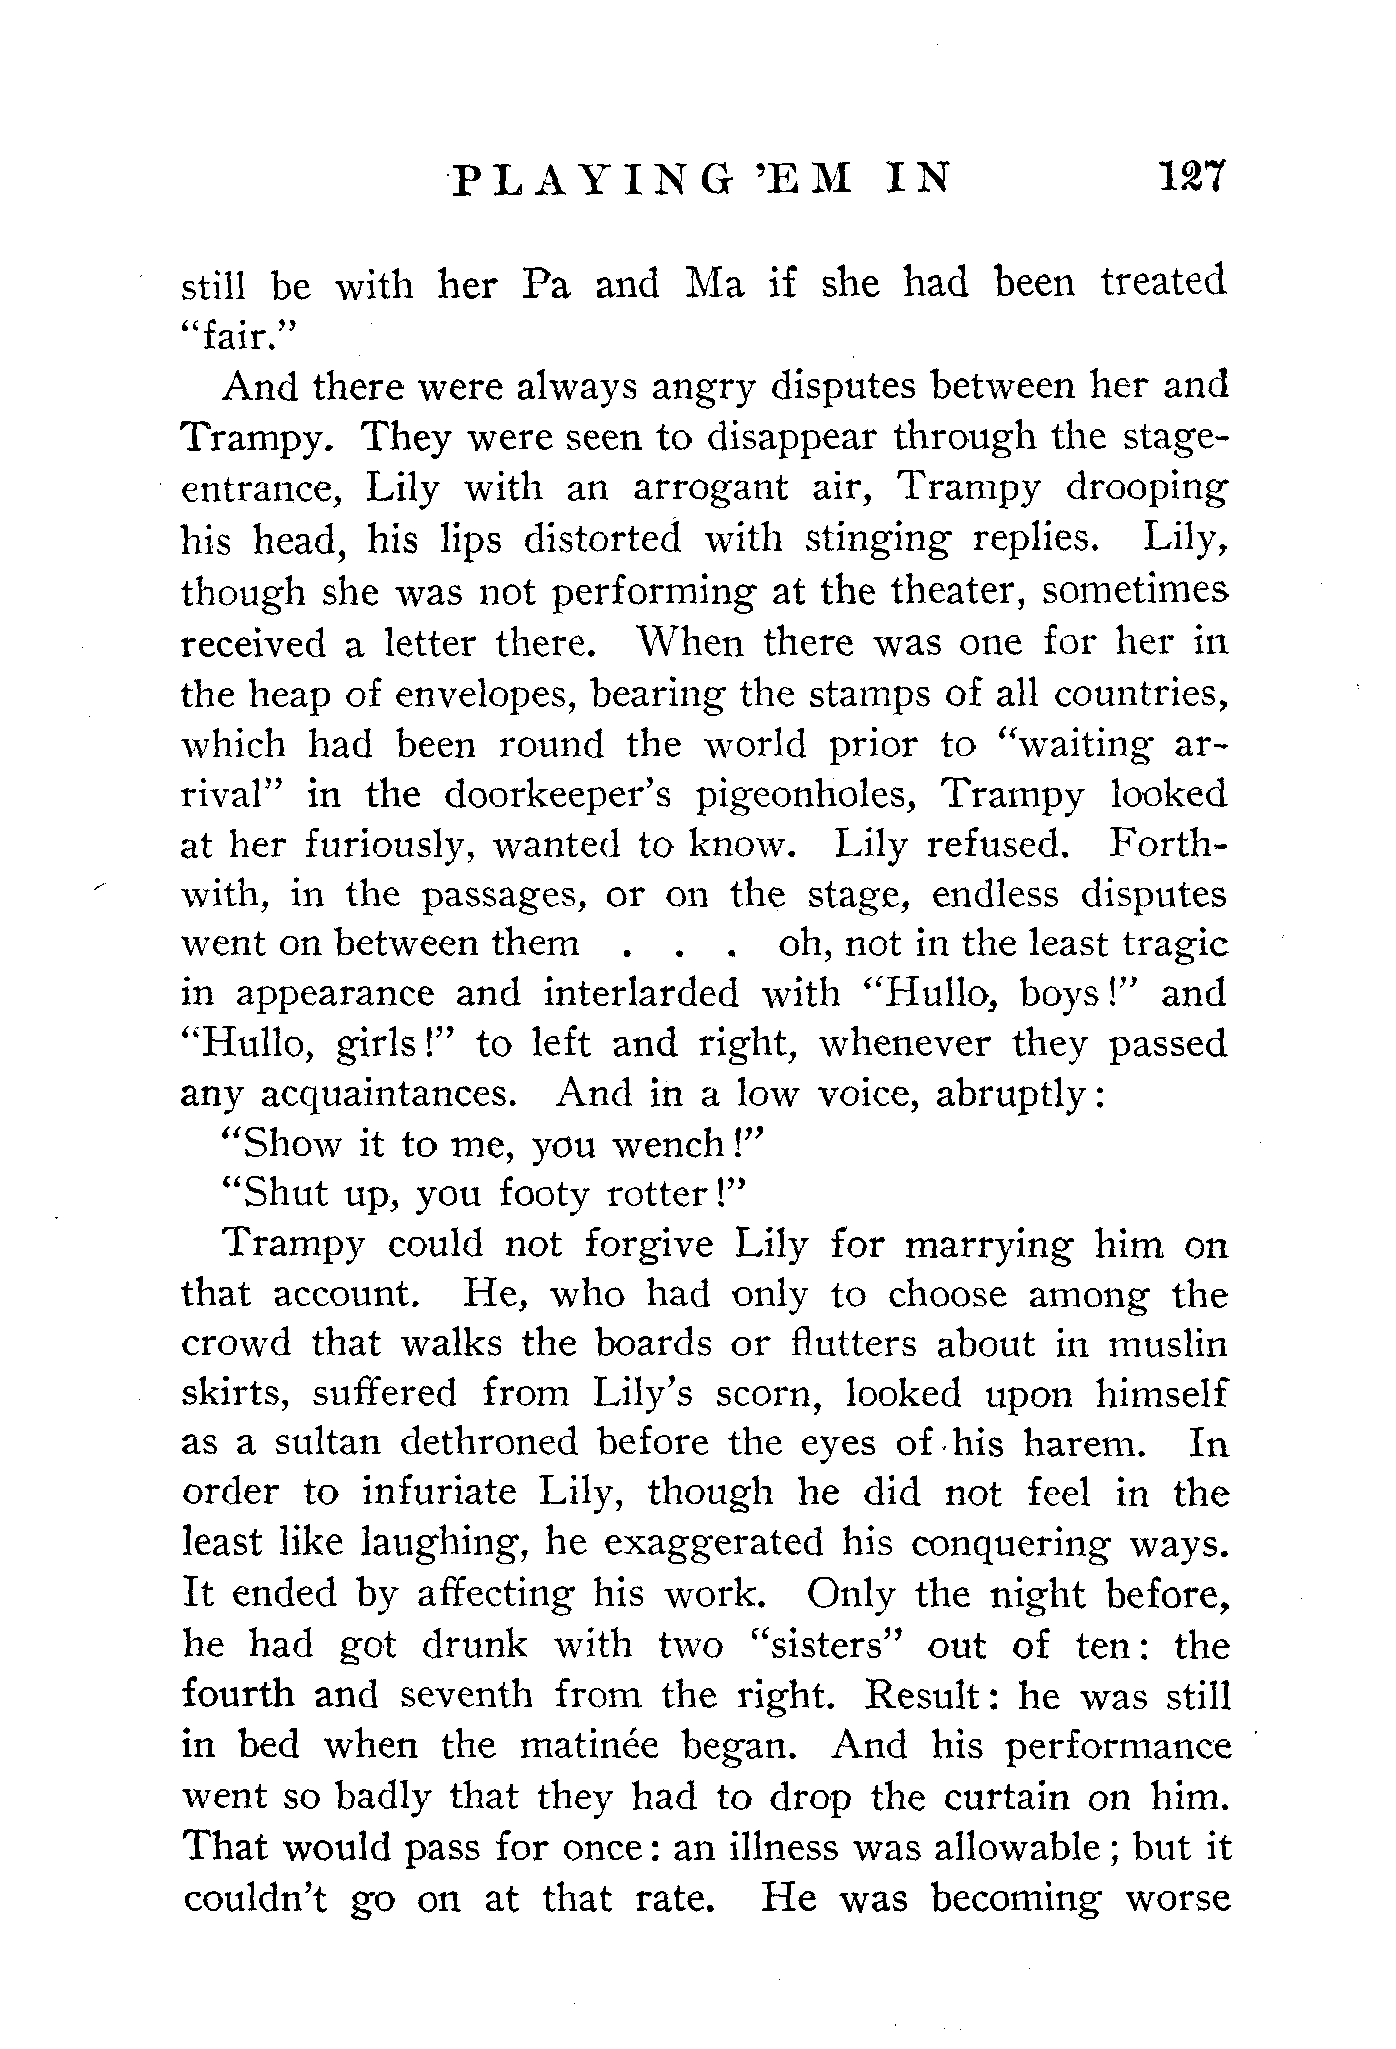 PLAYING 'EM IN 127
still be with her Pa and Ma if she had been treated
“fair.”
And there were always angry disputes between her and
Trampy. They were seen to disappear through the stage-
entrance, Lily with an arrogant air, Trampy drooping
his head, his lips distorted with stinging replies. Lily,
though she was not performing at the theater, sometimes
received a letter there. When there was one for her in
the heap of envelopes, bearing the stamps of all countries,
which had been round the world prior to “waiting ar-
rival” in the doorkeeper's pigeonholes, Trampy looked
at her furiously, wanted to know. Lily refused. Forth-
with, in the passages, or on the stage, endless disputes
went on between them . . . oh, not in the least tragic
in appearance and interlarded with “Hullo, boys!” and
“Hullo, girls!” to left and right, whenever they passed
any acquaintances. And in a low voice, abruptly:
“Show it to me, you wench!”
“Shut up, you footy rotter!”
Trampy could not forgive Lily for marrying him on
that account. He, who had only to choose among the
crowd that walks the boards or flutters about in muslin
skirts, suffered from Lily's scorn, looked upon himself
as a sultan dethroned before the eyes of his harem. In
order to infuriate Lily, though he did not feel in the
least like laughing, he exaggerated his conquering ways.
It ended by affecting his work. Only the night before,
he had got drunk with two “sisters” out of ten: the
fourth and seventh from the right. Result: he was still
in bed when the matinée began. And his performance
went so badly that they had to drop the curtain on him.
That would pass for once: an illness was allowable; but it
couldn't go on at that rate. He was becoming worse